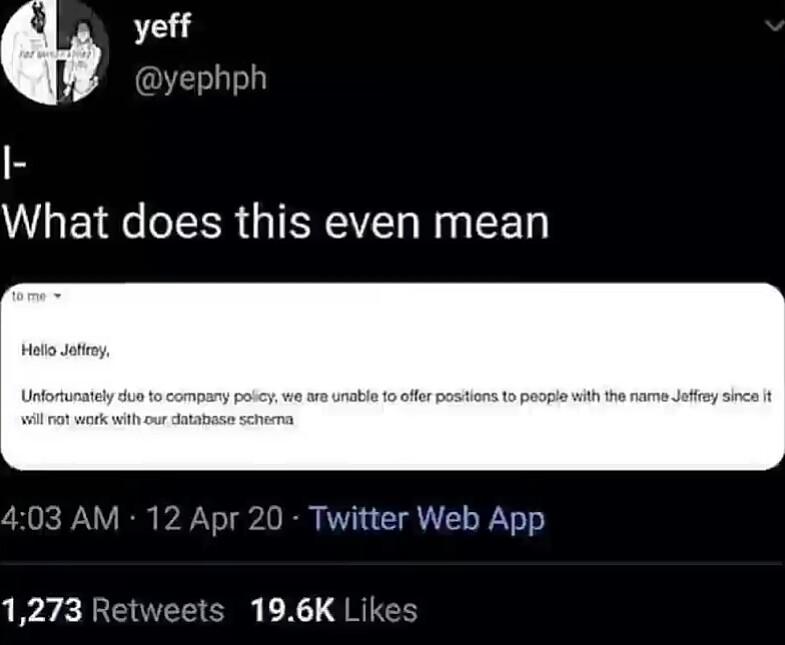 yeff
@yephph
|-
What does this even mean
to me
Hello Jeffrey,
Unfortunately due to company policy, we are unable to offer positions to people with the name Jeffrey since it
will not work with our database schema
4:03 AM · 12 Apr 20 · Twitter Web App
1,273 Retweets 19.6K Likes